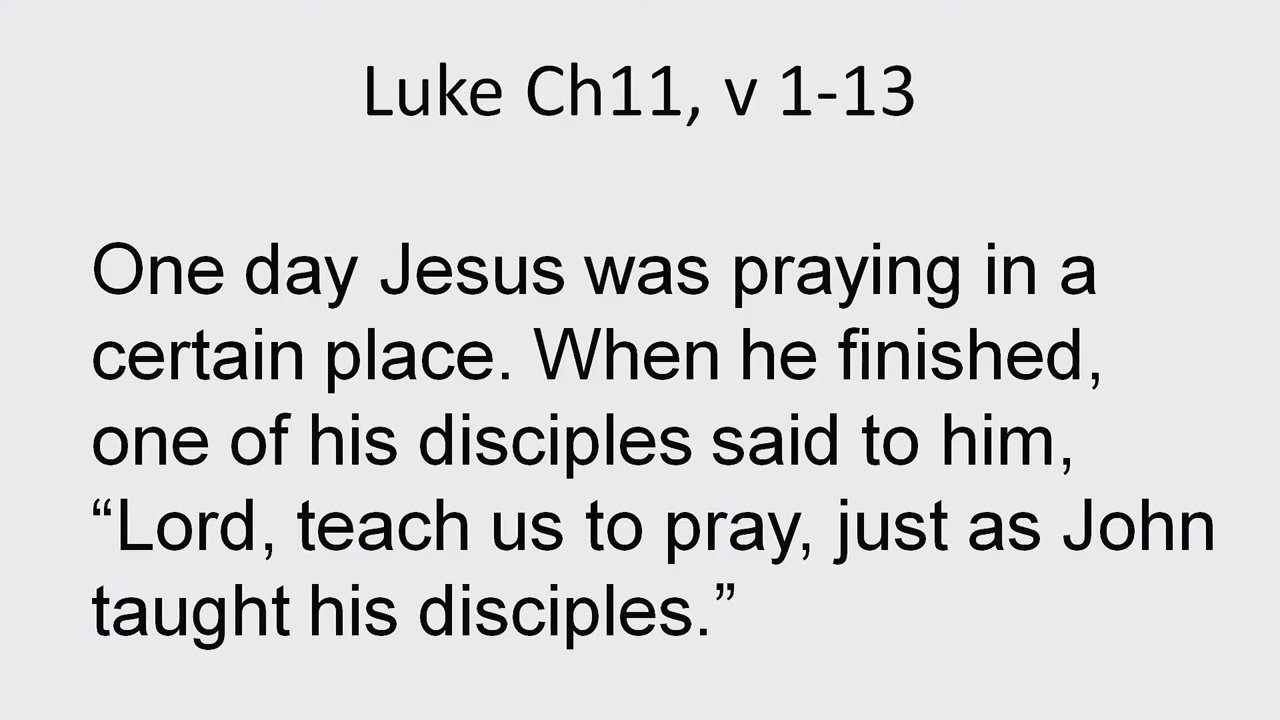 Luke Ch11, v 1-13
One day Jesus was praying in a
certain place. When he finished,
one of his disciples said to him,
“Lord, teach us to pray, just as John
taught his disciples.”